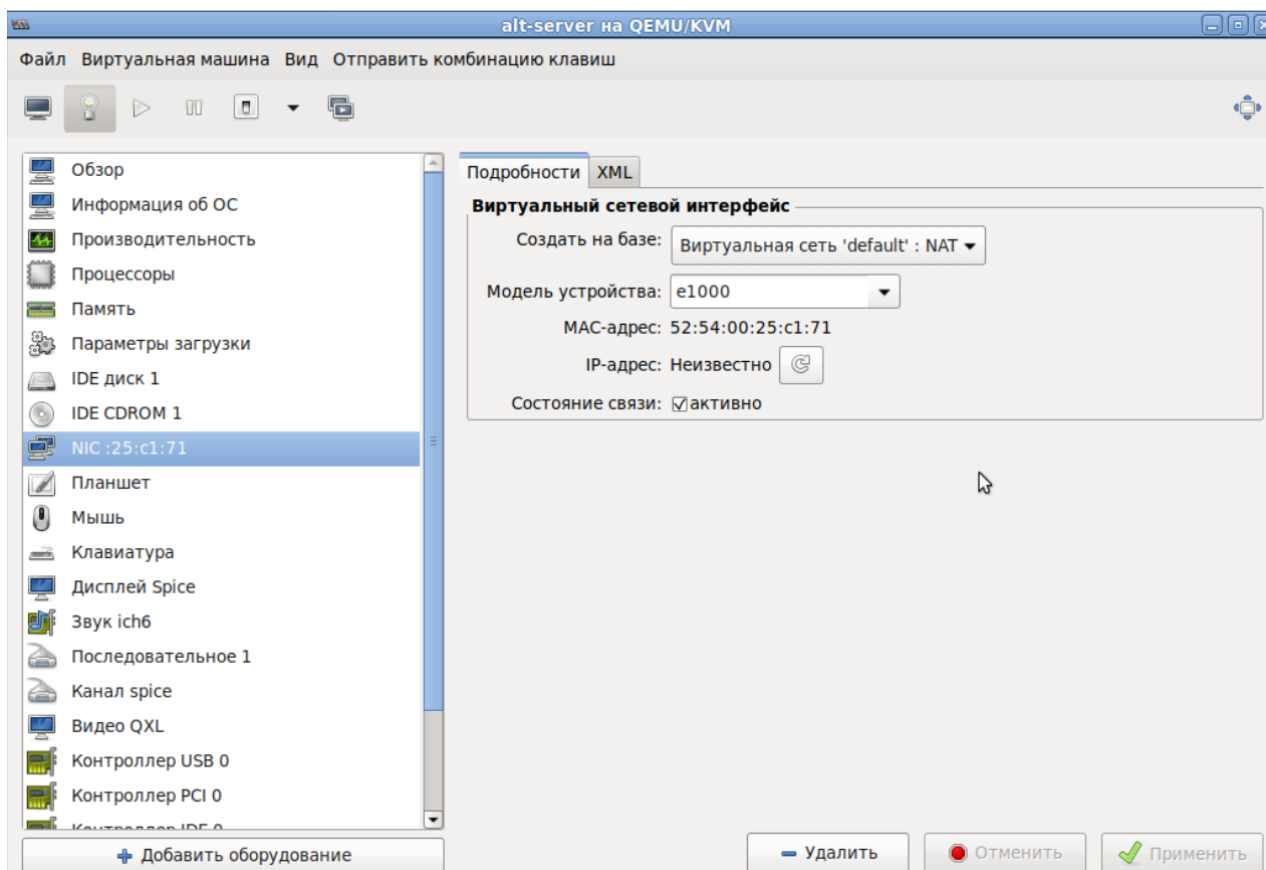 alt-server на QEMU/KVM
Файл Виртуальная машина Вид Отправить комбинацию клавиш
Обзор
Информация об ОС
Производительность
Процессоры
Память
Параметры загрузки
IDE диск 1
IDE CDROM 1
NIC :25:c1:71
Планшет
Мышь
Клавиатура
Дисплей Spice
Звук ich6
Последовательное 1
Канал spice
Видео QXL
Контроллер USB 0
Контроллер PCI 0
Контроллер IDE 0
Добавить оборудование
Подробности XML
Виртуальный сетевой интерфейс
Создать на базе: Виртуальная сеть 'default' : NAT
Модель устройства: e1000
MAC-адрес: 52:54:00:25:c1:71
IP-адрес: Неизвестно
Состояние связи: активно
Удалить Отменить Применить